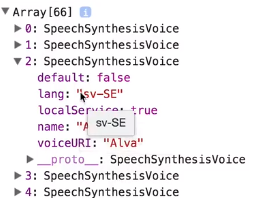 Array[66]
0: SpeechSynthesisVoice
1: SpeechSynthesisVoice
2: SpeechSynthesisVoice
default: false
lang: "sv-SE"
localService: true
name: "A
sv-SE
voiceURI: "Alva"
__proto__: SpeechSynthesisVoice
3: SpeechSynthesisVoice
4: SpeechSynthesisVoice